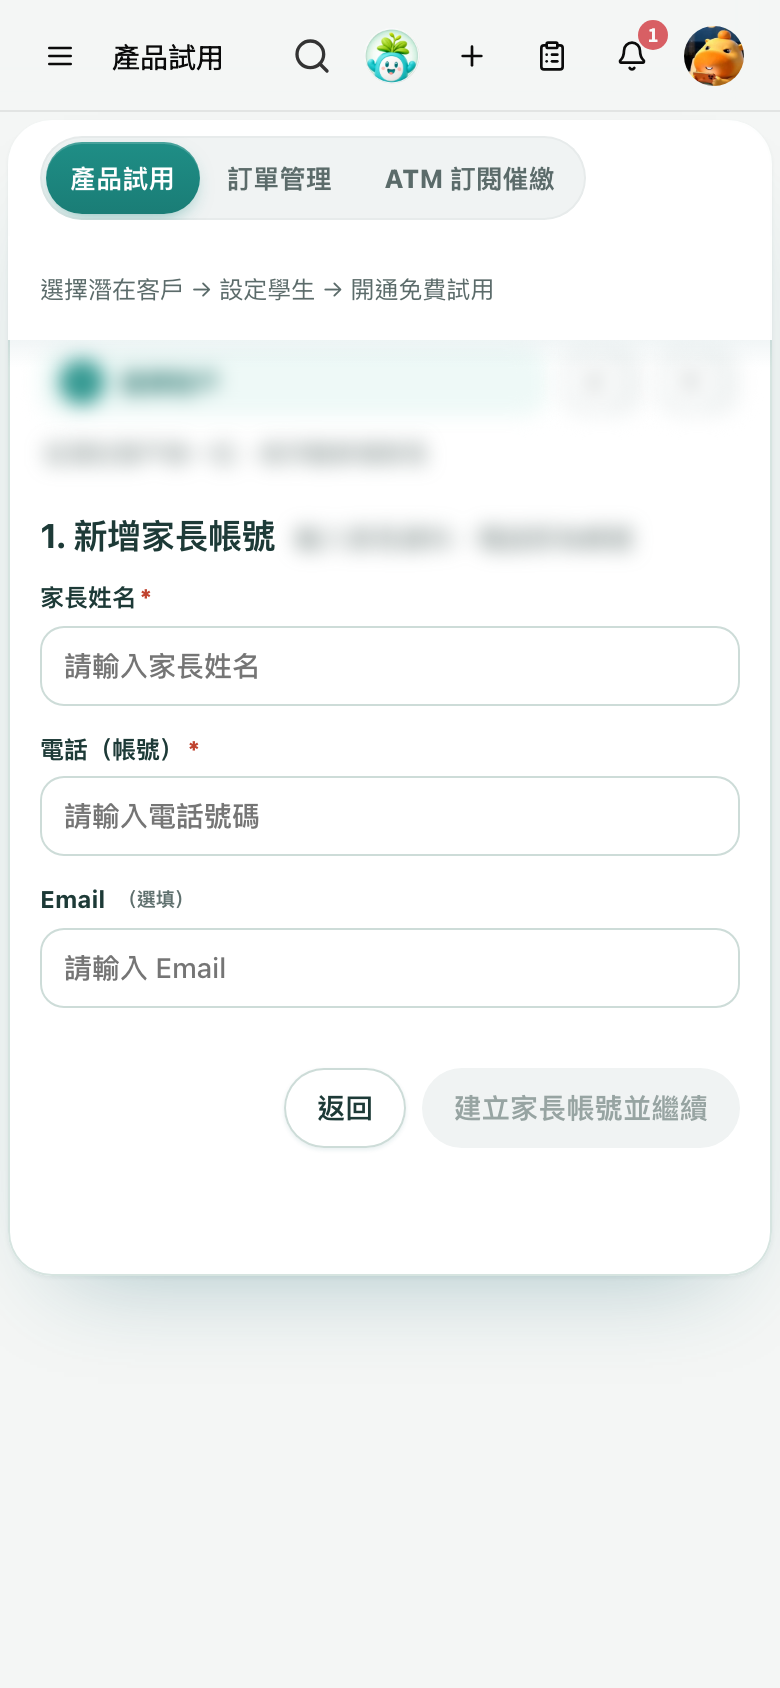 產品試用
1
產品試用
訂單管理
ATM 訂閱催繳
選擇潛在客戶 → 設定學生 → 開通免費試用
1. 新增家長帳號
家長姓名*
請輸入家長姓名
電話（帳號）*
請輸入電話號碼
Email （選填）
請輸入 Email
返回
建立家長帳號並繼續